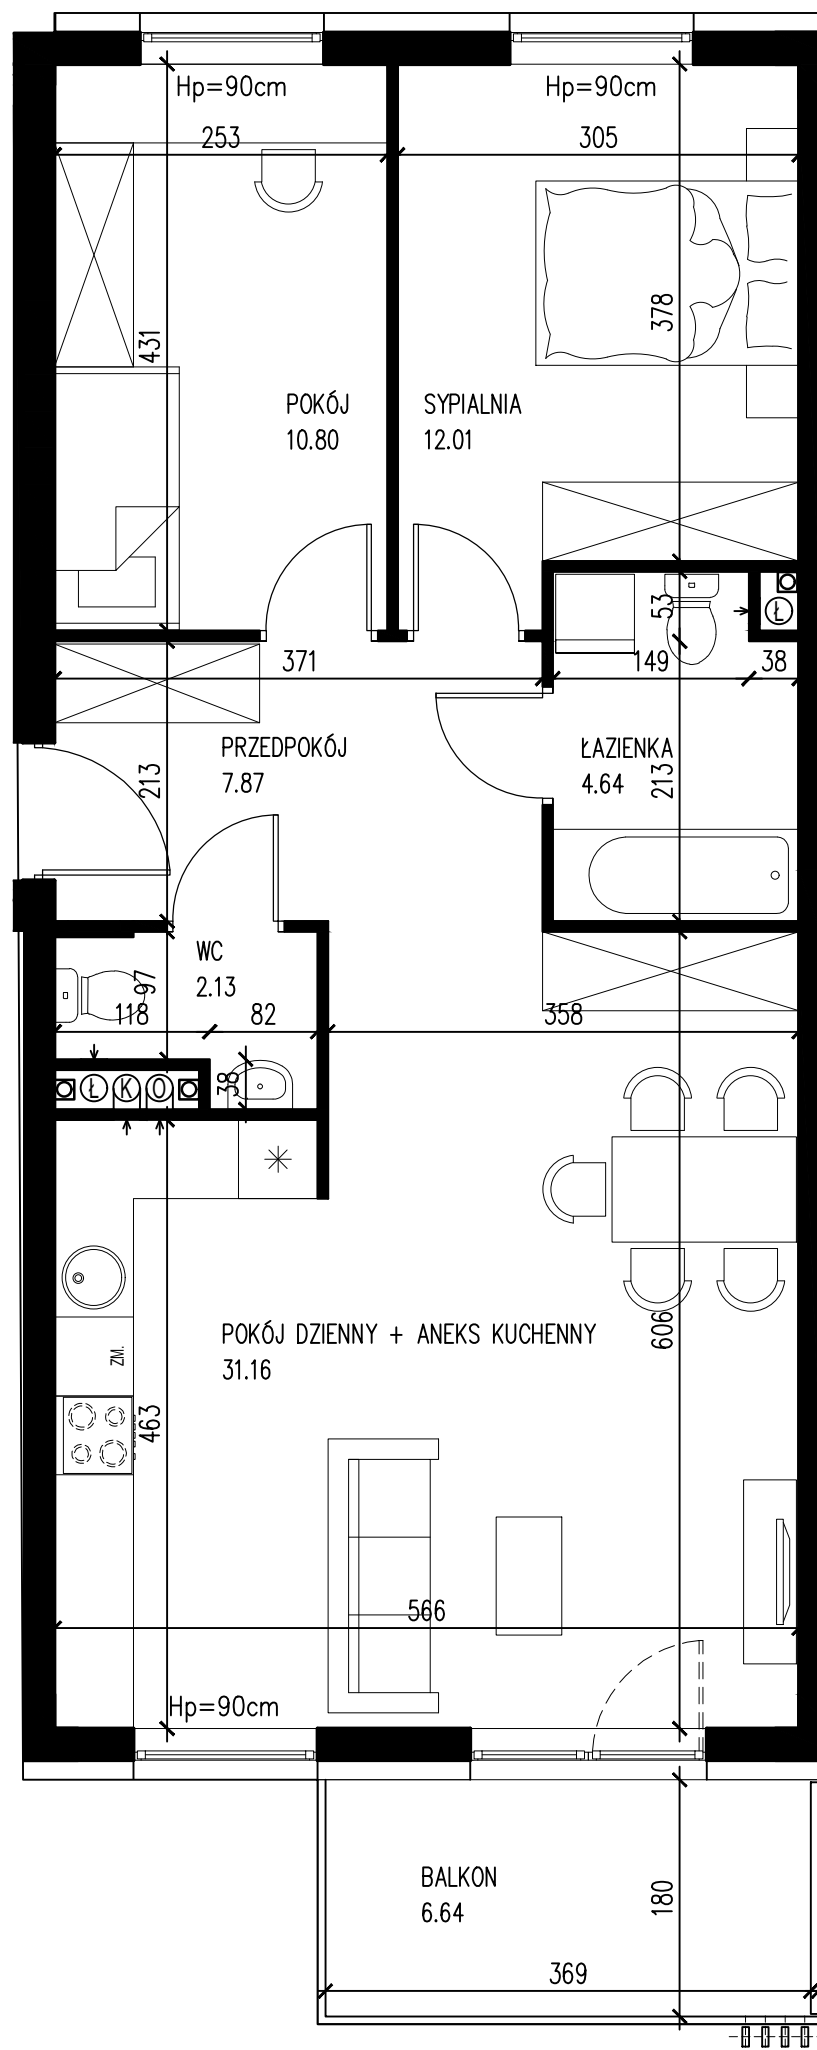 Hp=90cm
Hp=90cm
253
305
431
378
POKÓJ
10.80
SYPIALNIA
12.01
53
Ł
371
149
38
PRZEDPOKÓJ
7.87
213
ŁAZIENKA
4.64
213
WC
2.13
97
118
82
358
38
Ł
K
O
POKÓJ DZIENNY + ANEKS KUCHENNY
31.16
606
ZM.
463
566
Hp=90cm
BALKON
6.64
180
369